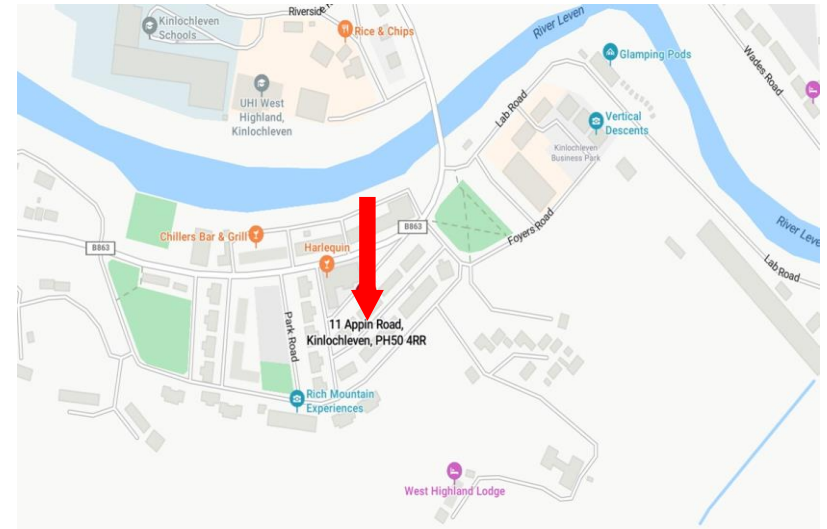 Riverside
Kinlochleven
Schools
Rice & Chips
River Leven
Glamping Pods
Wades Road
UHI West
Highland,
Kinlochleven
Lab Road
Vertical
Descents
Kinlochleven
Business Park
Chillers Bar & Grill
B863
B863
Foyers Road
River Leve
Harlequin
Lab Road
Park Road
11 Appin Road,
Kinlochleven, PH50 4RR
Rich Mountain
Experiences
West Highland Lodge